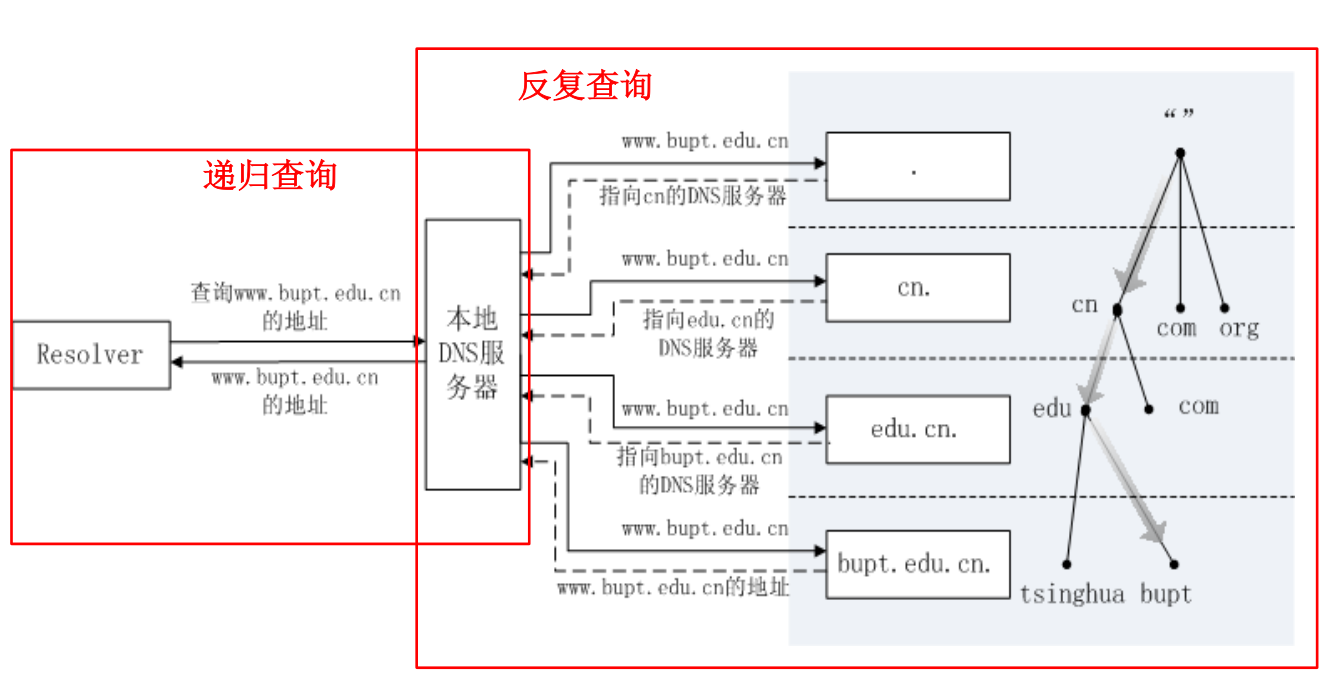 反复查询
递归查询
“”
www.bupt.edu.cn
.
指向cn的DNS服务器
www.bupt.edu.cn
cn.
cn
com
org
查询www.bupt.edu.cn
的地址
本地
DNS服
务器
指向edu.cn的
DNS服务器
Resolver
www.bupt.edu.cn
的地址
www.bupt.edu.cn
edu.cn.
edu
com
指向bupt.edu.cn
的DNS服务器
www.bupt.edu.cn
bupt.edu.cn.
www.bupt.edu.cn的地址
tsinghua
bupt